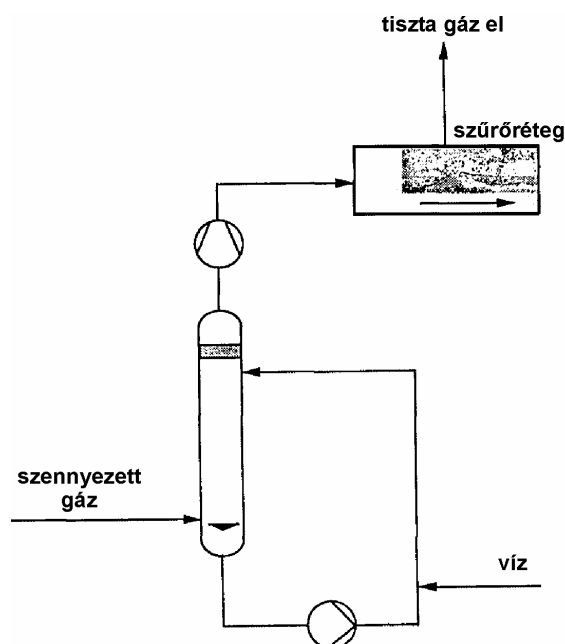 tiszta gáz el
szűrőréteg
szennyezett
gáz
víz